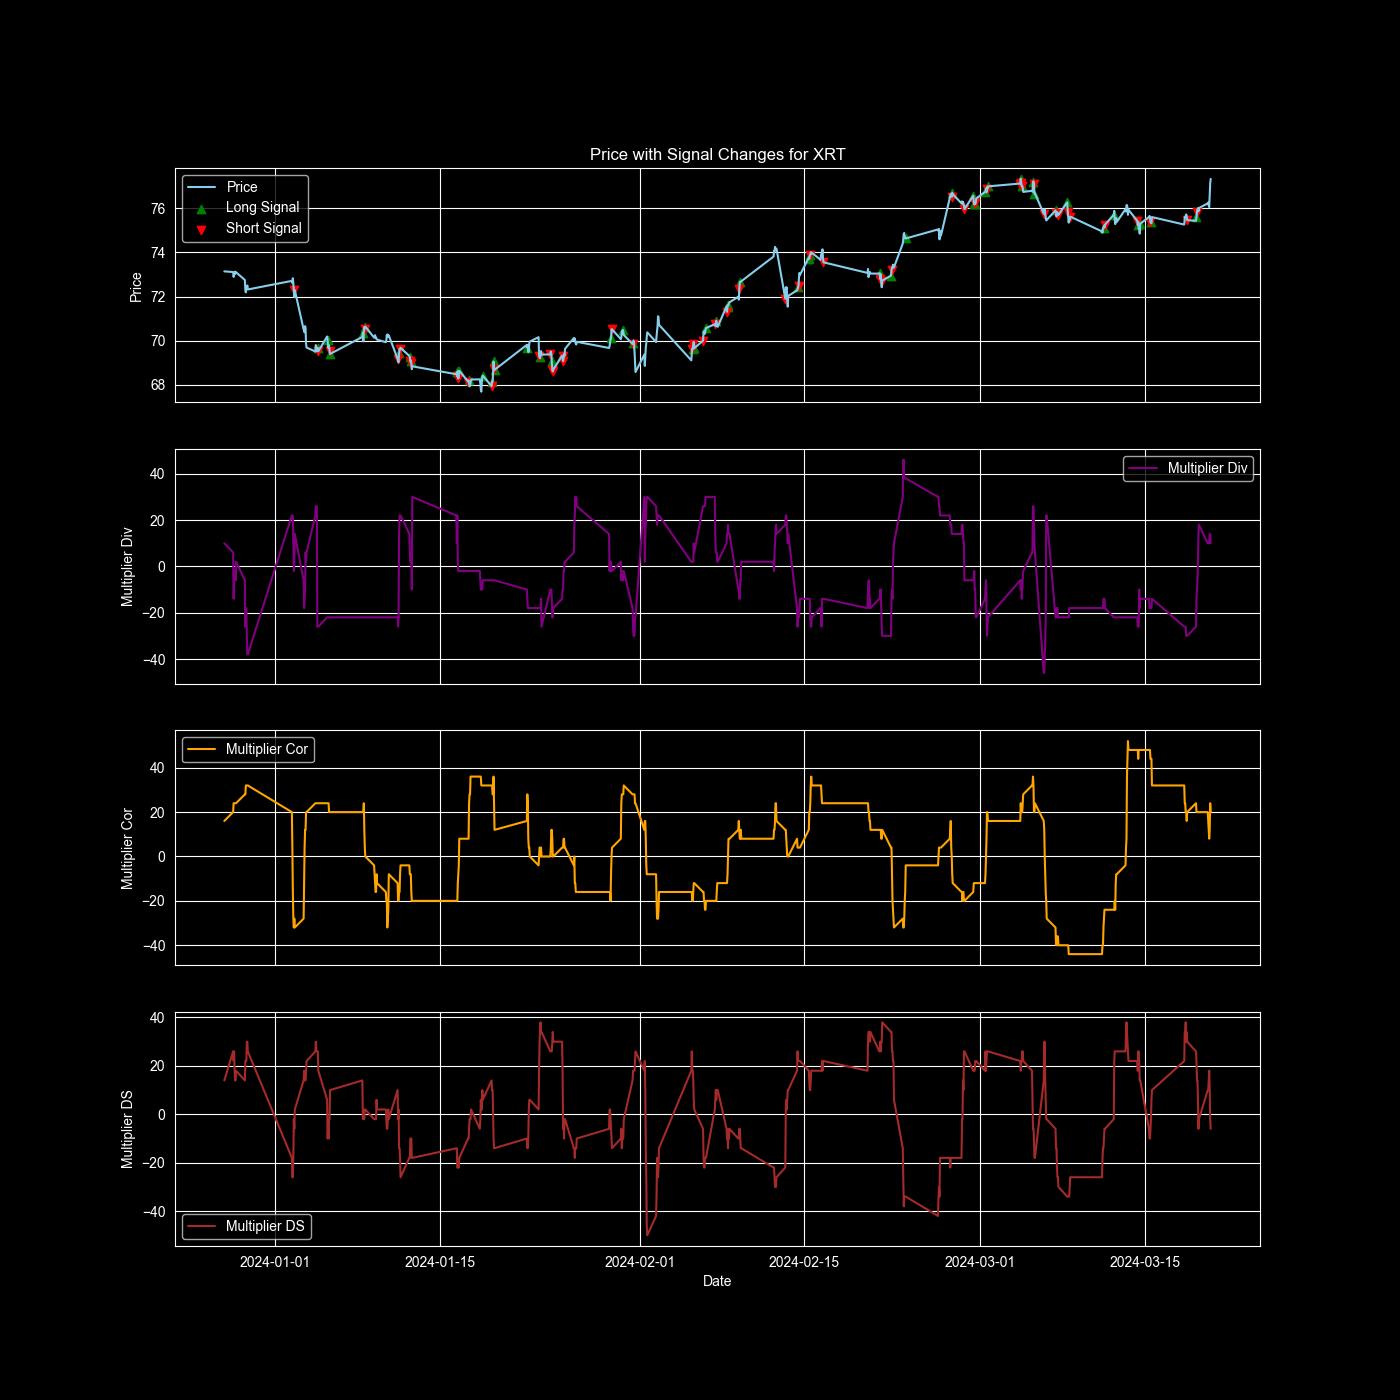 Price with Signal Changes for XRT
Price
Long Signal
Short Signal
Price
76
74
72
70
68
Multiplier Div
Multiplier Div
40
20
0
−20
−40
Multiplier Cor
Multiplier Cor
40
20
0
−20
−40
Multiplier DS
Multiplier DS
40
20
0
−20
−40
2024-01-01 2024-01-15 2024-02-01 2024-02-15 2024-03-01 2024-03-15
Date